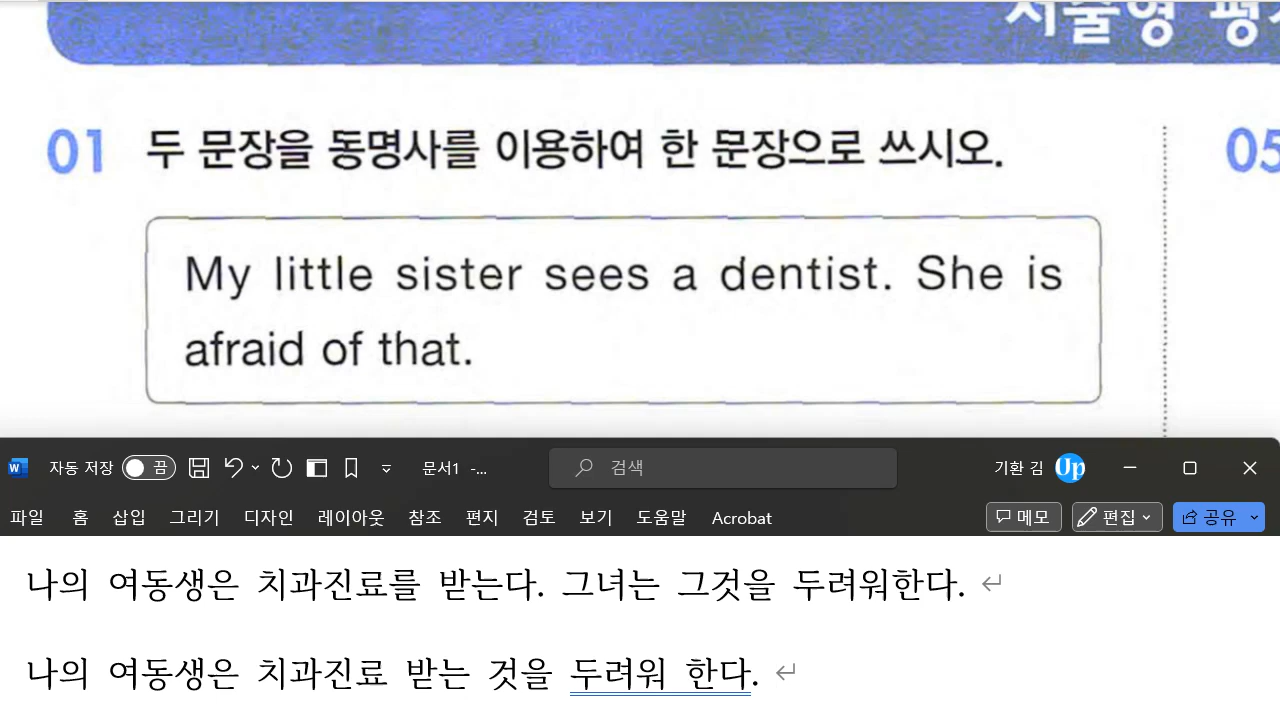 서술형 평
01 두 문장을 동명사를 이용하여 한 문장으로 쓰시오.
05
My little sister sees a dentist. She is
afraid of that.
자동 저장 끔 문서1 -... 검색 기환 김 Up
파일 홈 삽입 그리기 디자인 레이아웃 참조 편지 검토 보기 도움말 Acrobat 메모 편집 공유
나의 여동생은 치과진료를 받는다. 그녀는 그것을 두려워한다.
나의 여동생은 치과진료 받는 것을 두려워 한다.